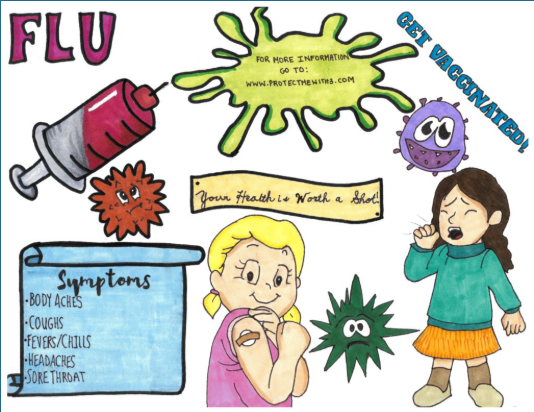 FLU
FOR MORE INFORMATION
GO TO:
WWW.PROTECTMEWITH3.COM
GET VACCINATED!
Your Health is Worth a Shot!
Symptoms
·BODY ACHES
·COUGHS
·FEVERS/CHILLS
·HEADACHES
·SORE THROAT